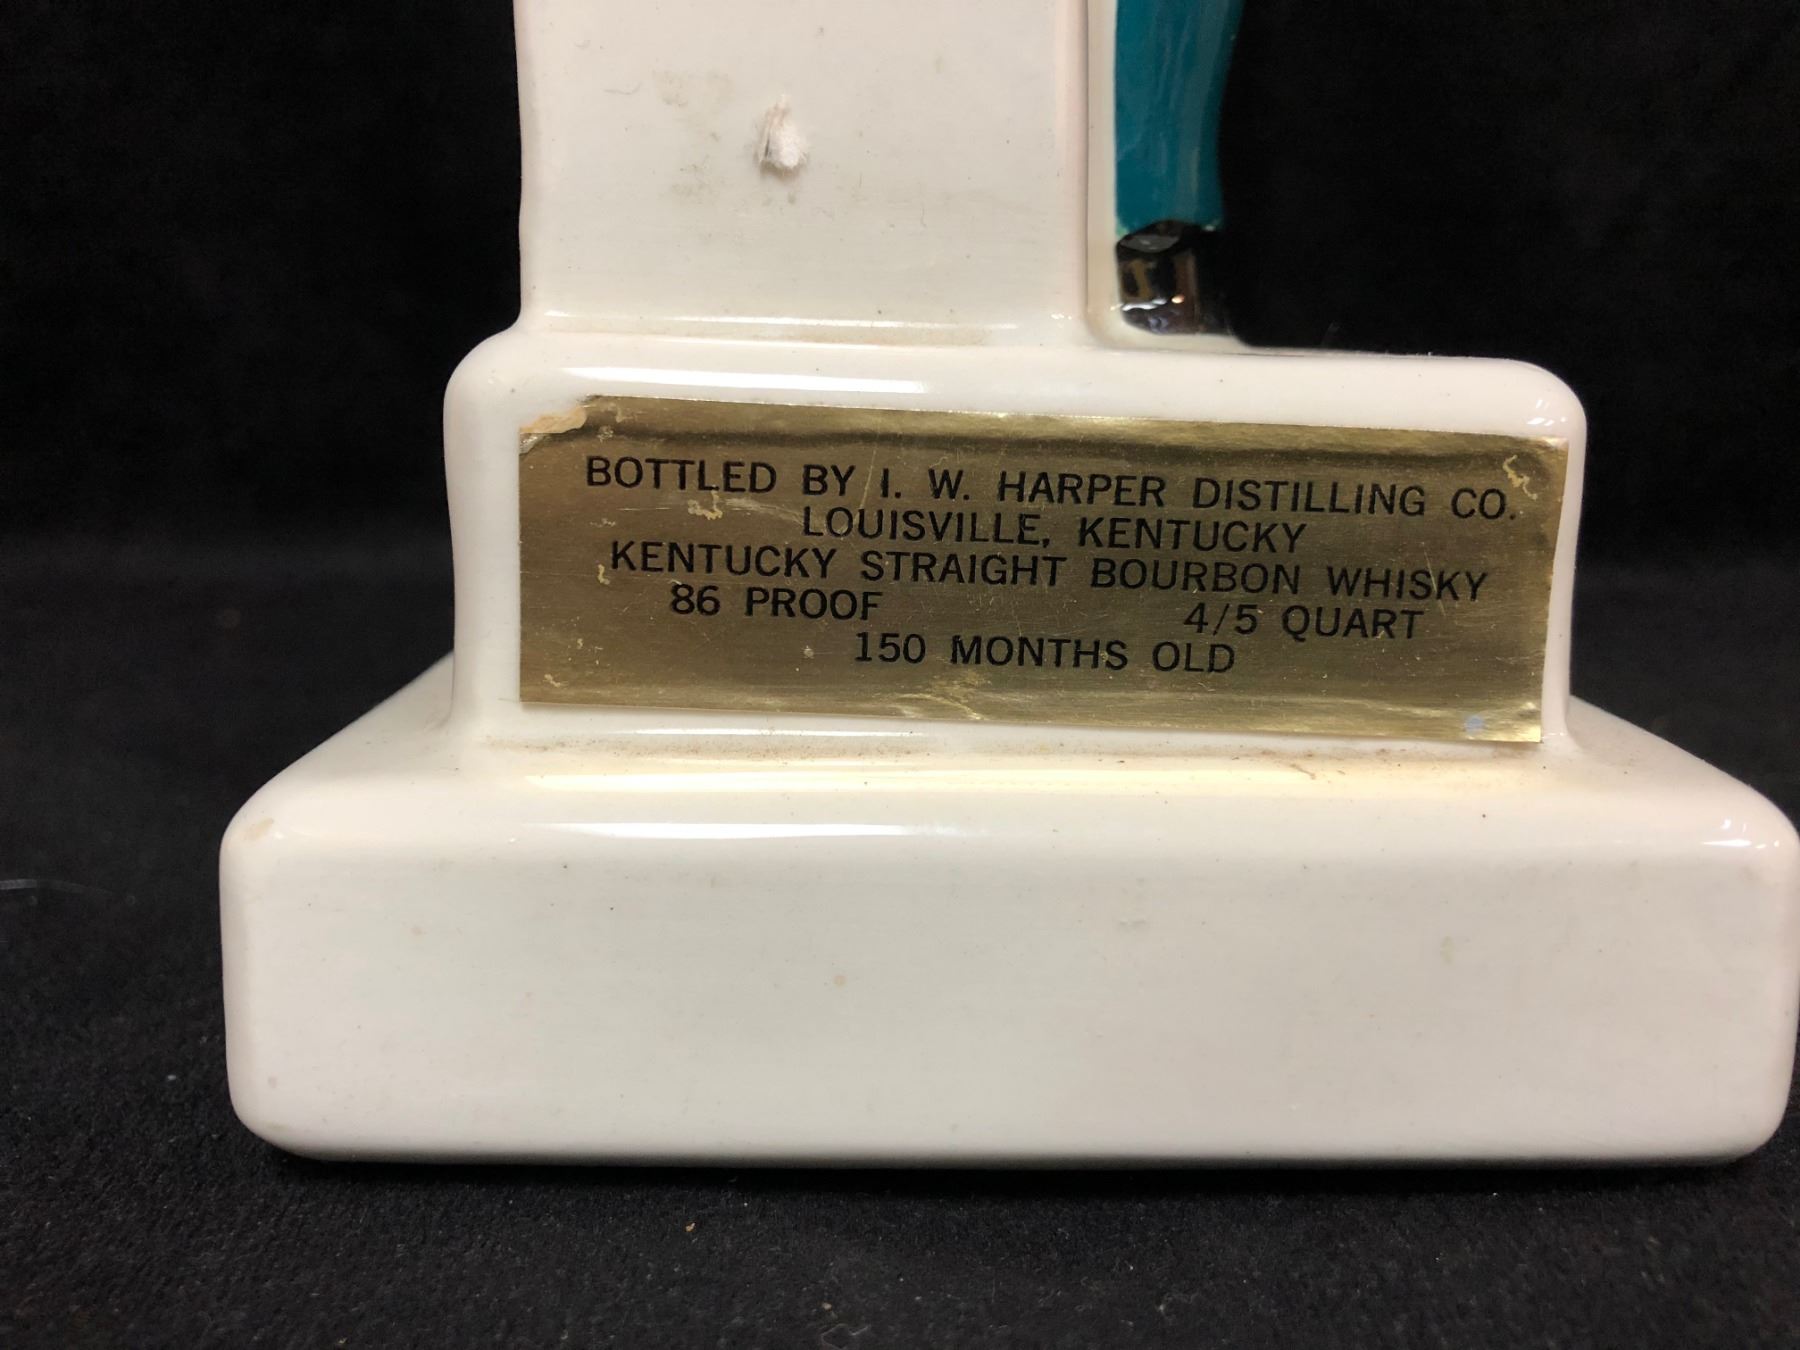 BOTTLED BY I. W. HARPER DISTILLING CO.
LOUISVILLE, KENTUCKY
KENTUCKY STRAIGHT BOURBON WHISKY
86 PROOF 4/5 QUART
150 MONTHS OLD